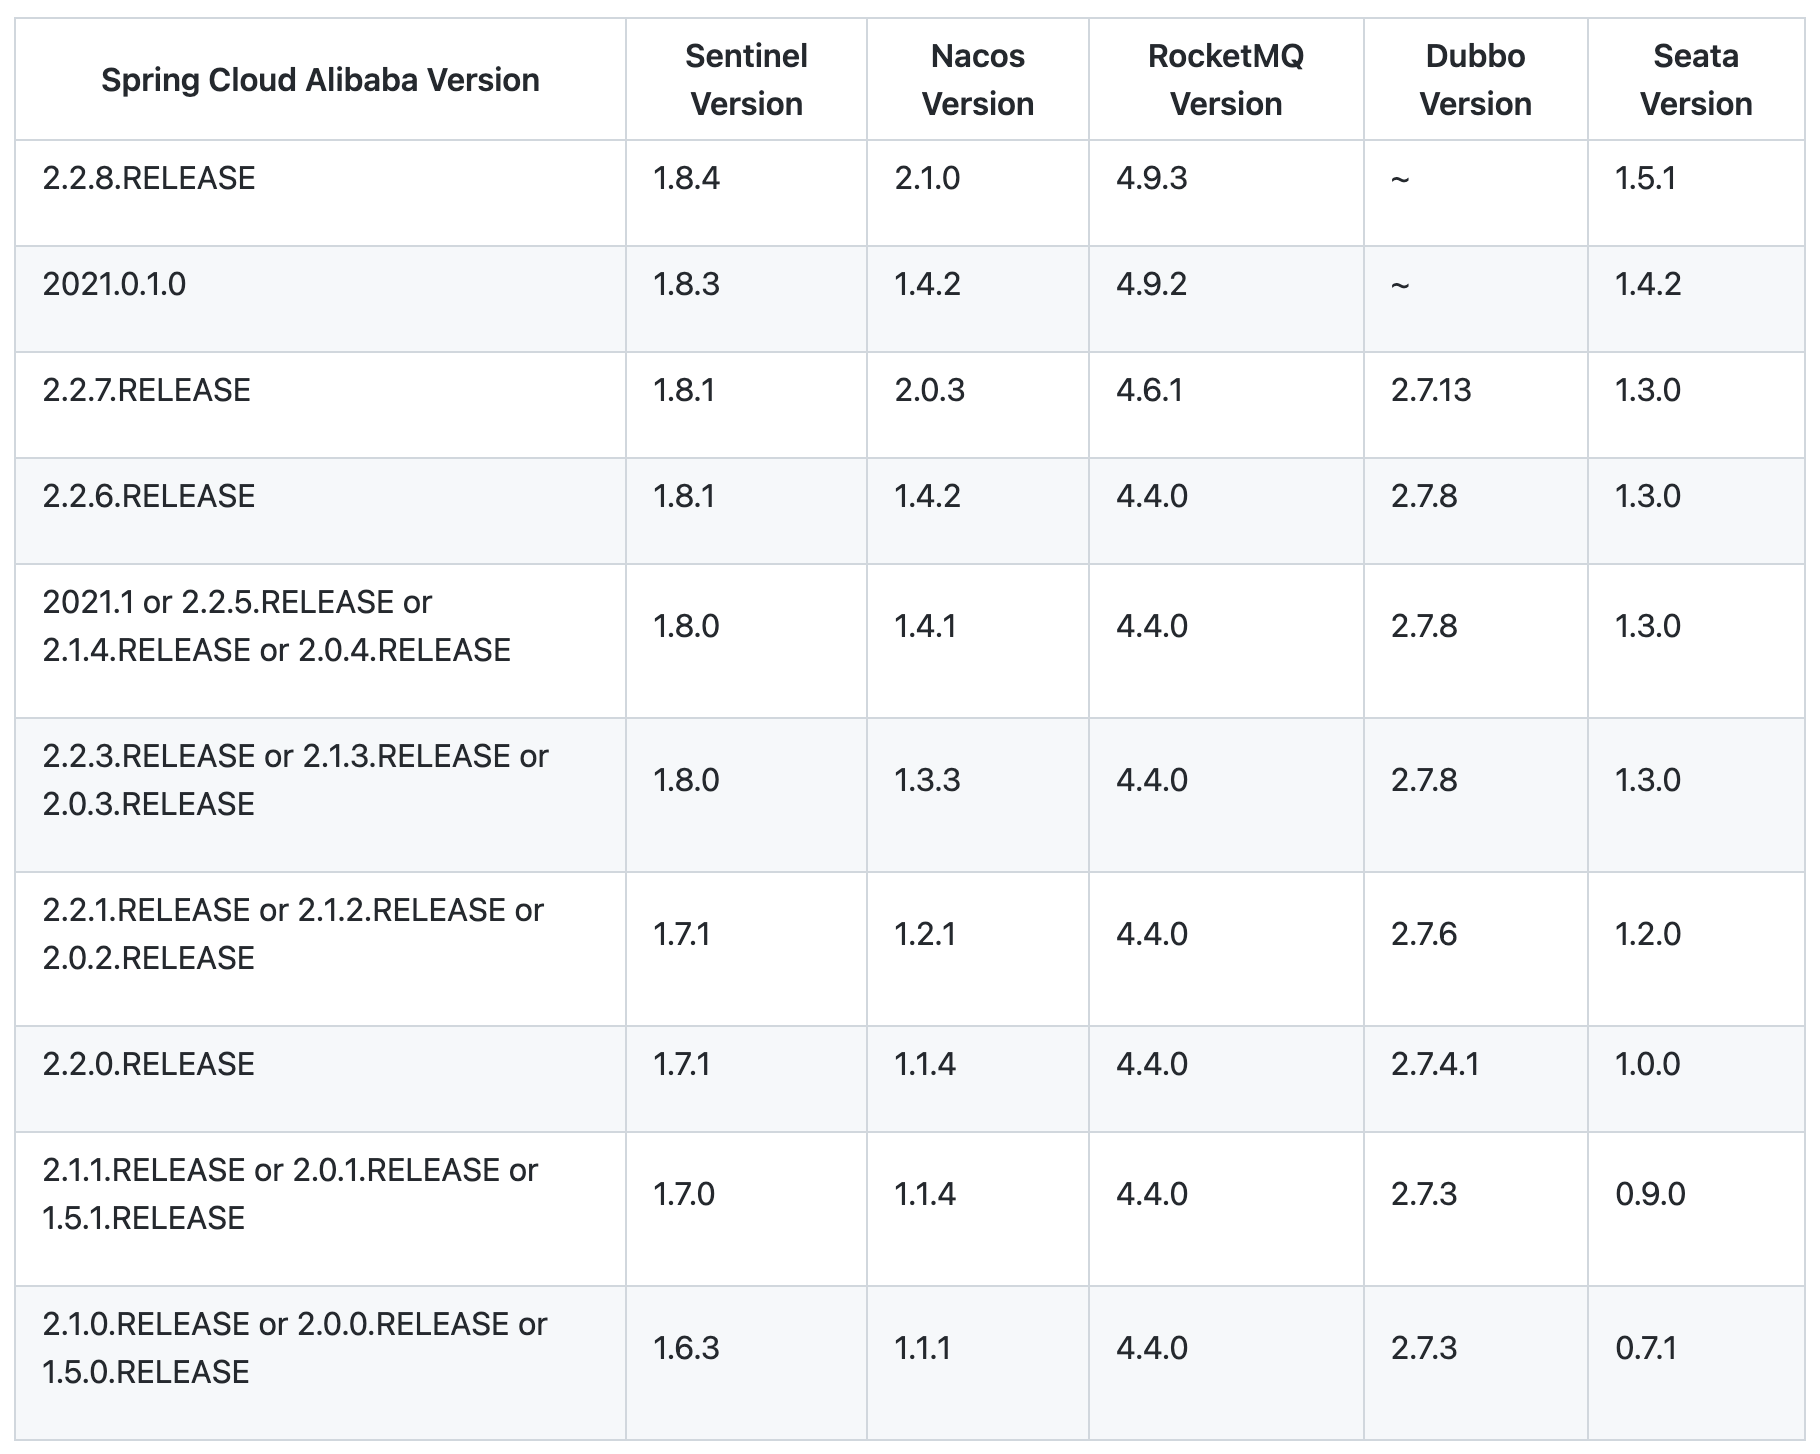 Spring Cloud Alibaba Version Sentinel Version Nacos Version RocketMQ Version Dubbo Version Seata Version
2.2.8.RELEASE 1.8.4 2.1.0 4.9.3 ~ 1.5.1
2021.0.1.0 1.8.3 1.4.2 4.9.2 ~ 1.4.2
2.2.7.RELEASE 1.8.1 2.0.3 4.6.1 2.7.13 1.3.0
2.2.6.RELEASE 1.8.1 1.4.2 4.4.0 2.7.8 1.3.0
2021.1 or 2.2.5.RELEASE or
2.1.4.RELEASE or 2.0.4.RELEASE 1.8.0 1.4.1 4.4.0 2.7.8 1.3.0
2.2.3.RELEASE or 2.1.3.RELEASE or
2.0.3.RELEASE 1.8.0 1.3.3 4.4.0 2.7.8 1.3.0
2.2.1.RELEASE or 2.1.2.RELEASE or
2.0.2.RELEASE 1.7.1 1.2.1 4.4.0 2.7.6 1.2.0
2.2.0.RELEASE 1.7.1 1.1.4 4.4.0 2.7.4.1 1.0.0
2.1.1.RELEASE or 2.0.1.RELEASE or
1.5.1.RELEASE 1.7.0 1.1.4 4.4.0 2.7.3 0.9.0
2.1.0.RELEASE or 2.0.0.RELEASE or
1.5.0.RELEASE 1.6.3 1.1.1 4.4.0 2.7.3 0.7.1